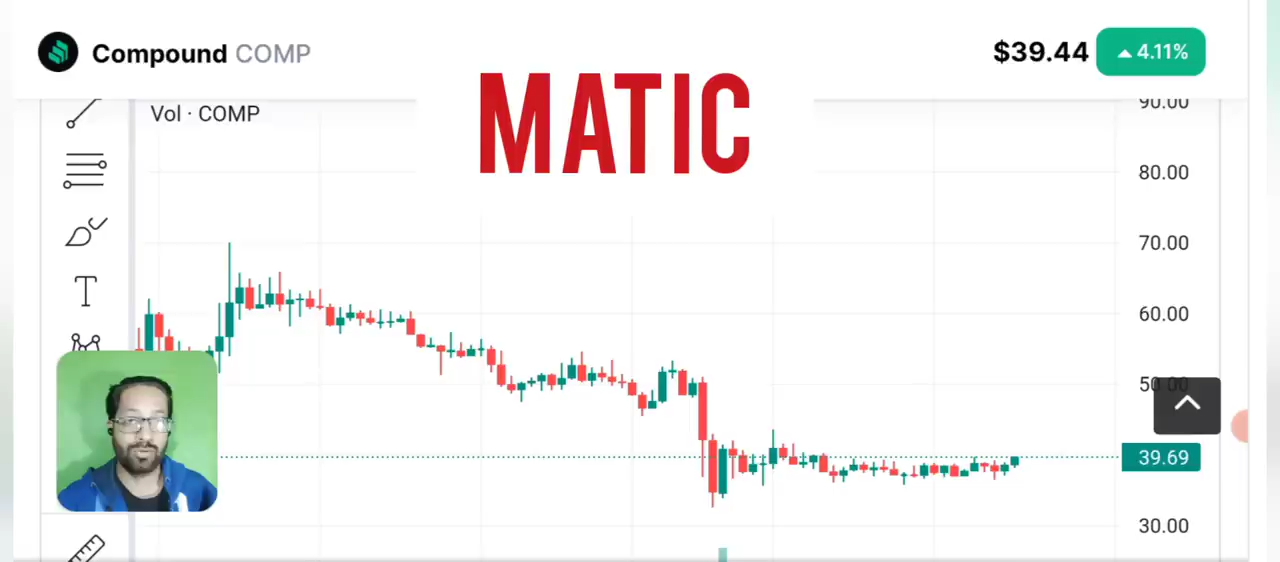 Compound COMP
$39.44
4.11%
MATIC
Vol · COMP
90.00
80.00
70.00
60.00
50.00
39.69
30.00
T